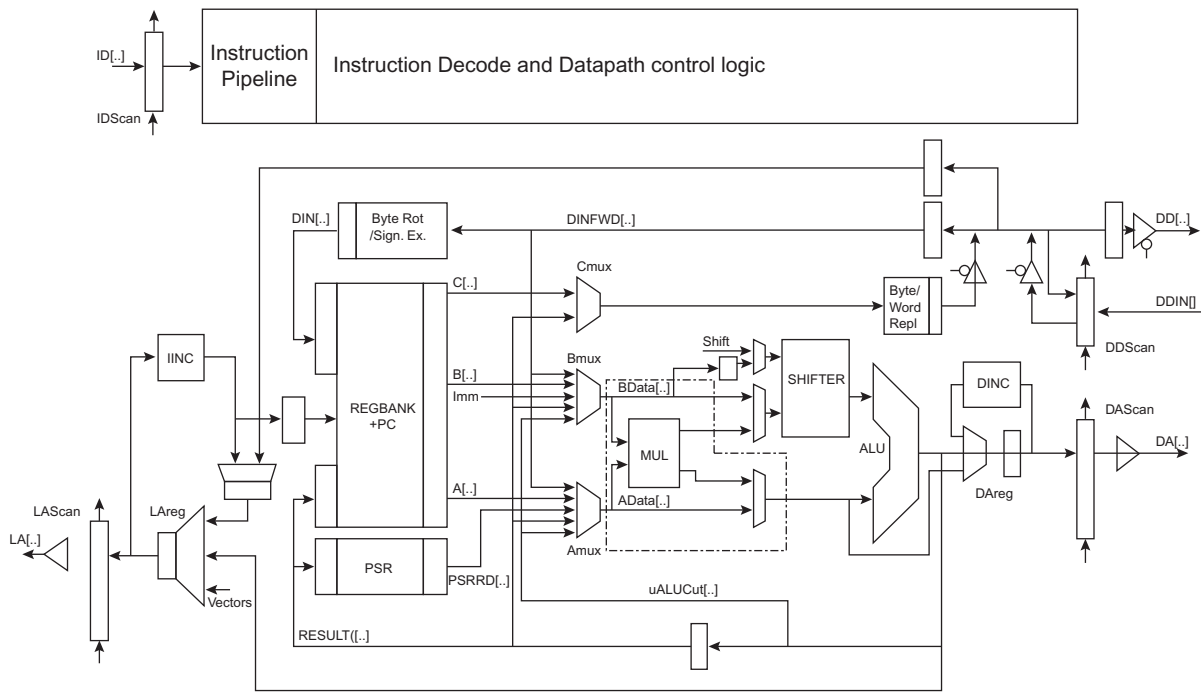 ID[..]
Instruction
Pipeline
Instruction Decode and Datapath control logic
IDScan
DIN[..]
Byte Rot
/Sign. Ex.
DINFWD[..]
DD[..]
Cmux
C[..]
Byte/
Word
Repl
DDIN[]
DDScan
IINC
Shift
Bmux
B[..]
BData[..]
Imm
SHIFTER
REGBANK
+PC
DINC
DAScan
MUL
ALU
DA[..]
DAreg
A[..]
AData[..]
LAScan
LAreg
LA[..]
Amux
PSR
PSRRD[..]
Vectors
uALUCut[..]
RESULT([..]